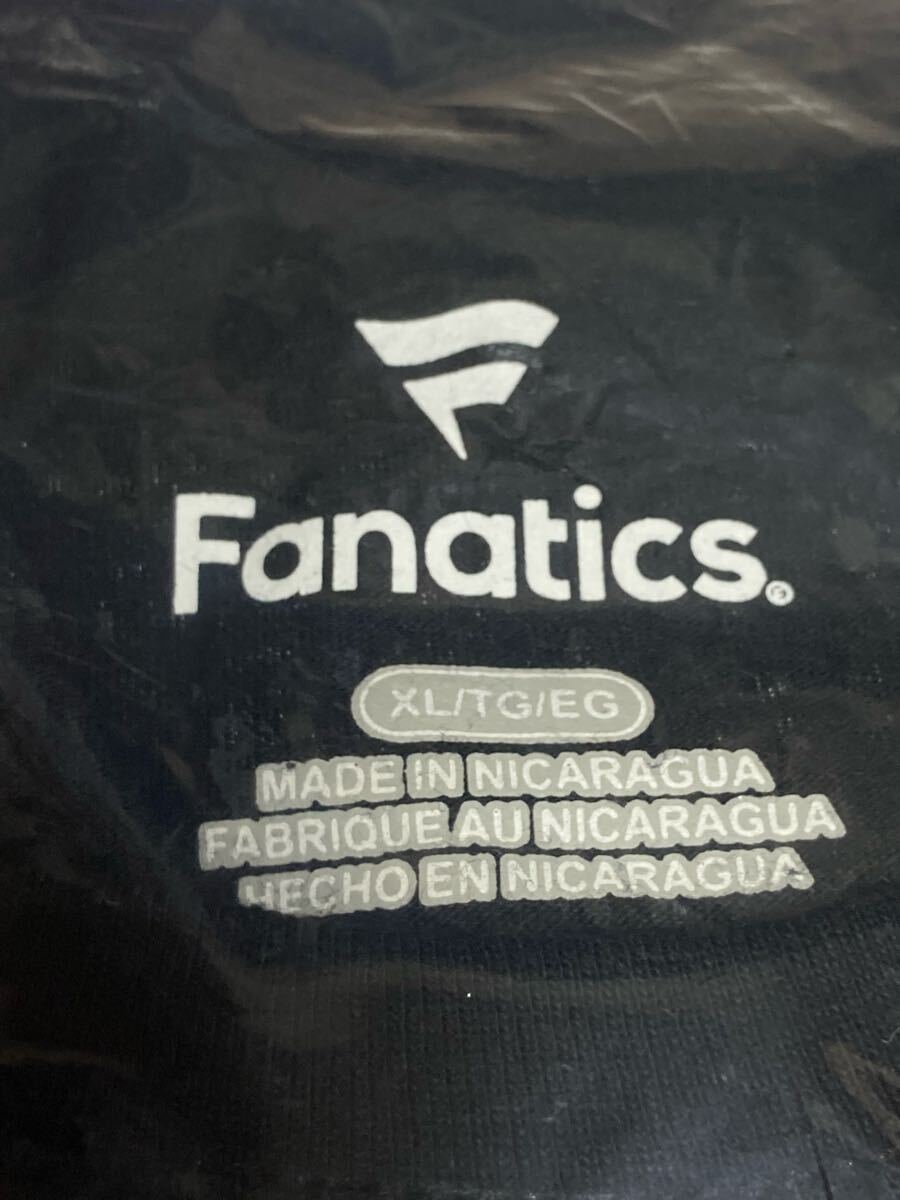 Fanatics.
XL/TG/EG
MADE IN NICARAGUA
FABRIQUE AU NICARAGUA
HECHO EN NICARAGUA